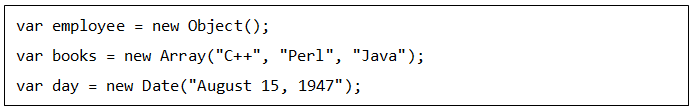 var employee = new Object();
var books = new Array("C++", "Perl", "Java");
var day = new Date("August 15, 1947");